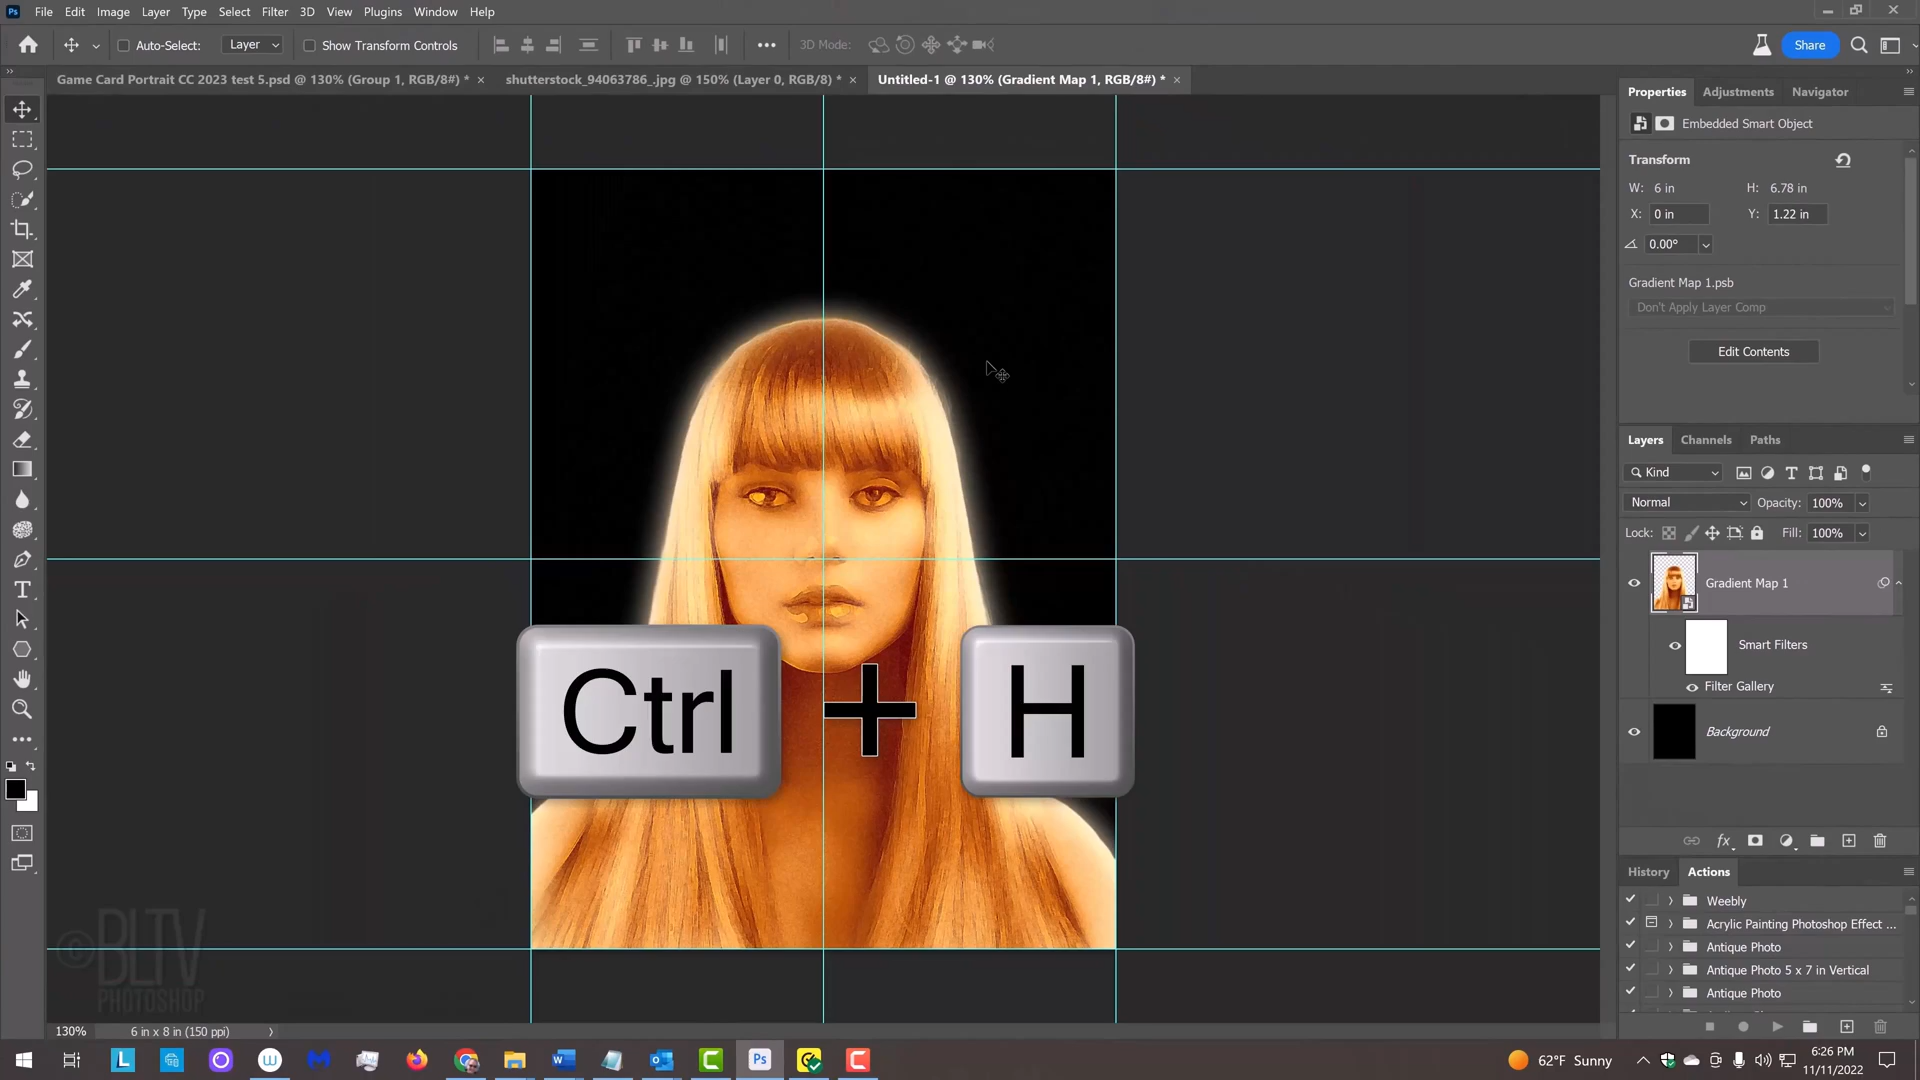 Ps File Edit Image Layer Type Select Filter 3D View Plugins Window Help
Auto-Select: Layer Show Transform Controls 3D Mode: Share
Game Card Portrait CC 2023 test 5.psd @ 130% (Group 1, RGB/8#) * × shutterstock_94063786_.jpg @ 150% (Layer 0, RGB/8) * × Untitled-1 @ 130% (Gradient Map 1, RGB/8#) * ×
Properties Adjustments Navigator
Embedded Smart Object
Transform
W: 6 in H: 6.78 in
X: 0 in Y: 1.22 in
0.00°
Gradient Map 1.psb
Don't Apply Layer Comp
Edit Contents
Layers Channels Paths
Kind
Normal Opacity: 100%
Lock: Fill: 100%
Gradient Map 1
Smart Filters
Filter Gallery
Background
Ctrl + H
fx
History Actions
Weebly
Acrylic Painting Photoshop Effect ...
Antique Photo
Antique Photo 5 x 7 in Vertical
Antique Photo
©BLTV
PHOTOSHOP
130% 6 in x 8 in (150 ppi)
62°F Sunny 6:26 PM
11/11/2022